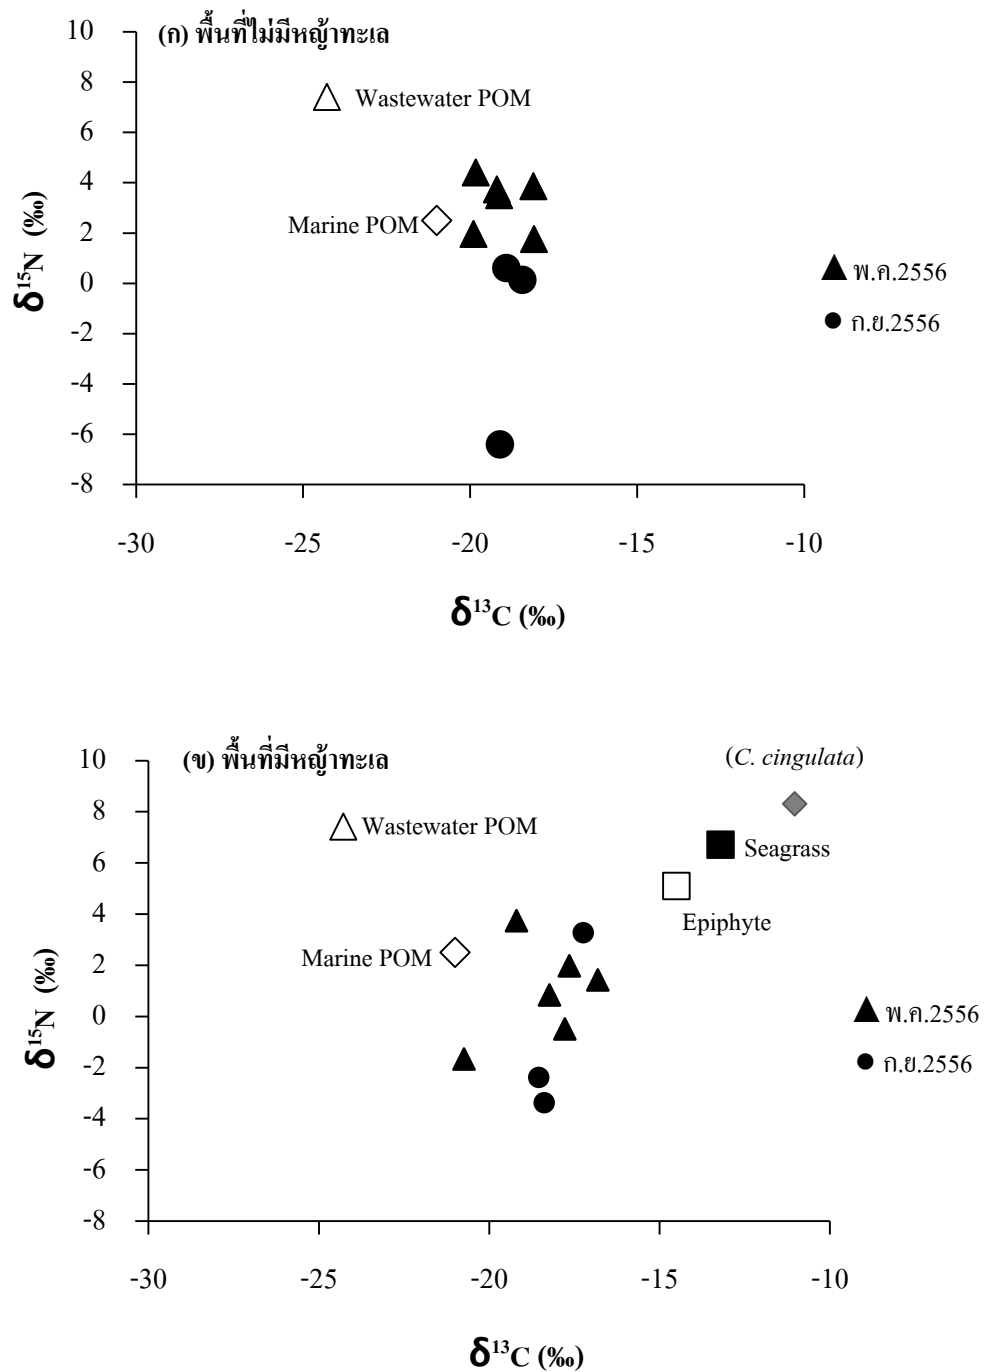 (ก) พื้นที่ไม่มีหญ้าทะเล
10
8
6
4
2
0
-2
-4
-6
-8
δ¹⁵N (‰)
Wastewater POM
Marine POM
▲ พ.ค.2556
● ก.ย.2556
-30 -25 -20 -15 -10
δ¹³C (‰)
(ข) พื้นที่มีหญ้าทะเล
10
8
6
4
2
0
-2
-4
-6
-8
δ¹⁵N (‰)
(C. cingulata)
Wastewater POM
Seagrass
Epiphyte
Marine POM
▲ พ.ค.2556
● ก.ย.2556
-30 -25 -20 -15 -10
δ¹³C (‰)